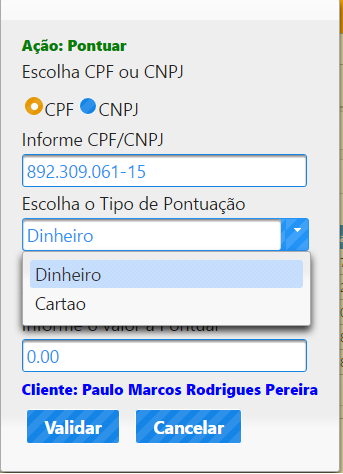 Ação: Pontuar
Escolha CPF ou CNPJ
CPF CNPJ
Informe CPF/CNPJ
892.309.061-15
Escolha o Tipo de Pontuação
Dinheiro
Dinheiro
Cartao
Informe o valor a Pontuar
0.00
Cliente: Paulo Marcos Rodrigues Pereira
Validar Cancelar